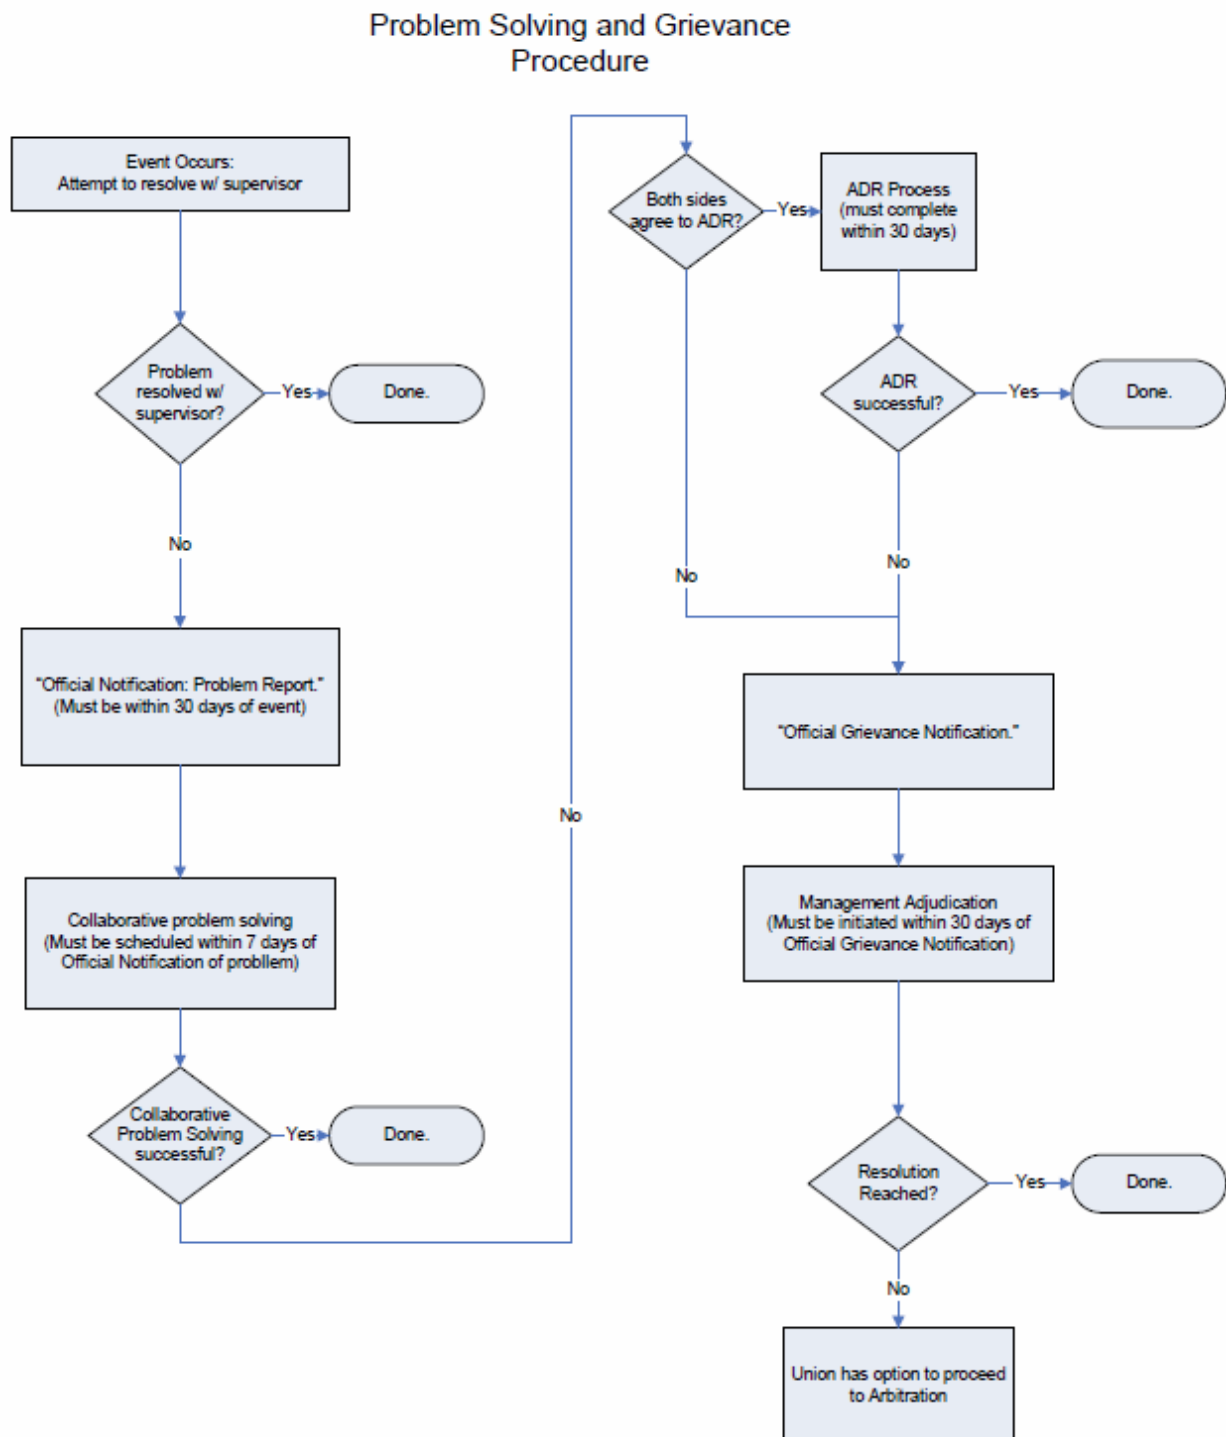 Problem Solving and Grievance
Procedure
Event Occurs:
Attempt to resolve w/ supervisor
Problem
resolved w/
supervisor?
Yes
Done.
No
"Official Notification: Problem Report."
(Must be within 30 days of event)
Collaborative problem solving
(Must be scheduled within 7 days of
Official Notification of probllem)
Collaborative
Problem Solving
successful?
Yes
Done.
No
Both sides
agree to ADR?
Yes
ADR Process
(must complete
within 30 days)
ADR
successful?
Yes
Done.
No
No
"Official Grievance Notification."
Management Adjudication
(Must be initiated within 30 days of
Official Grievance Notification)
Resolution
Reached?
Yes
Done.
No
Union has option to proceed
to Arbitration